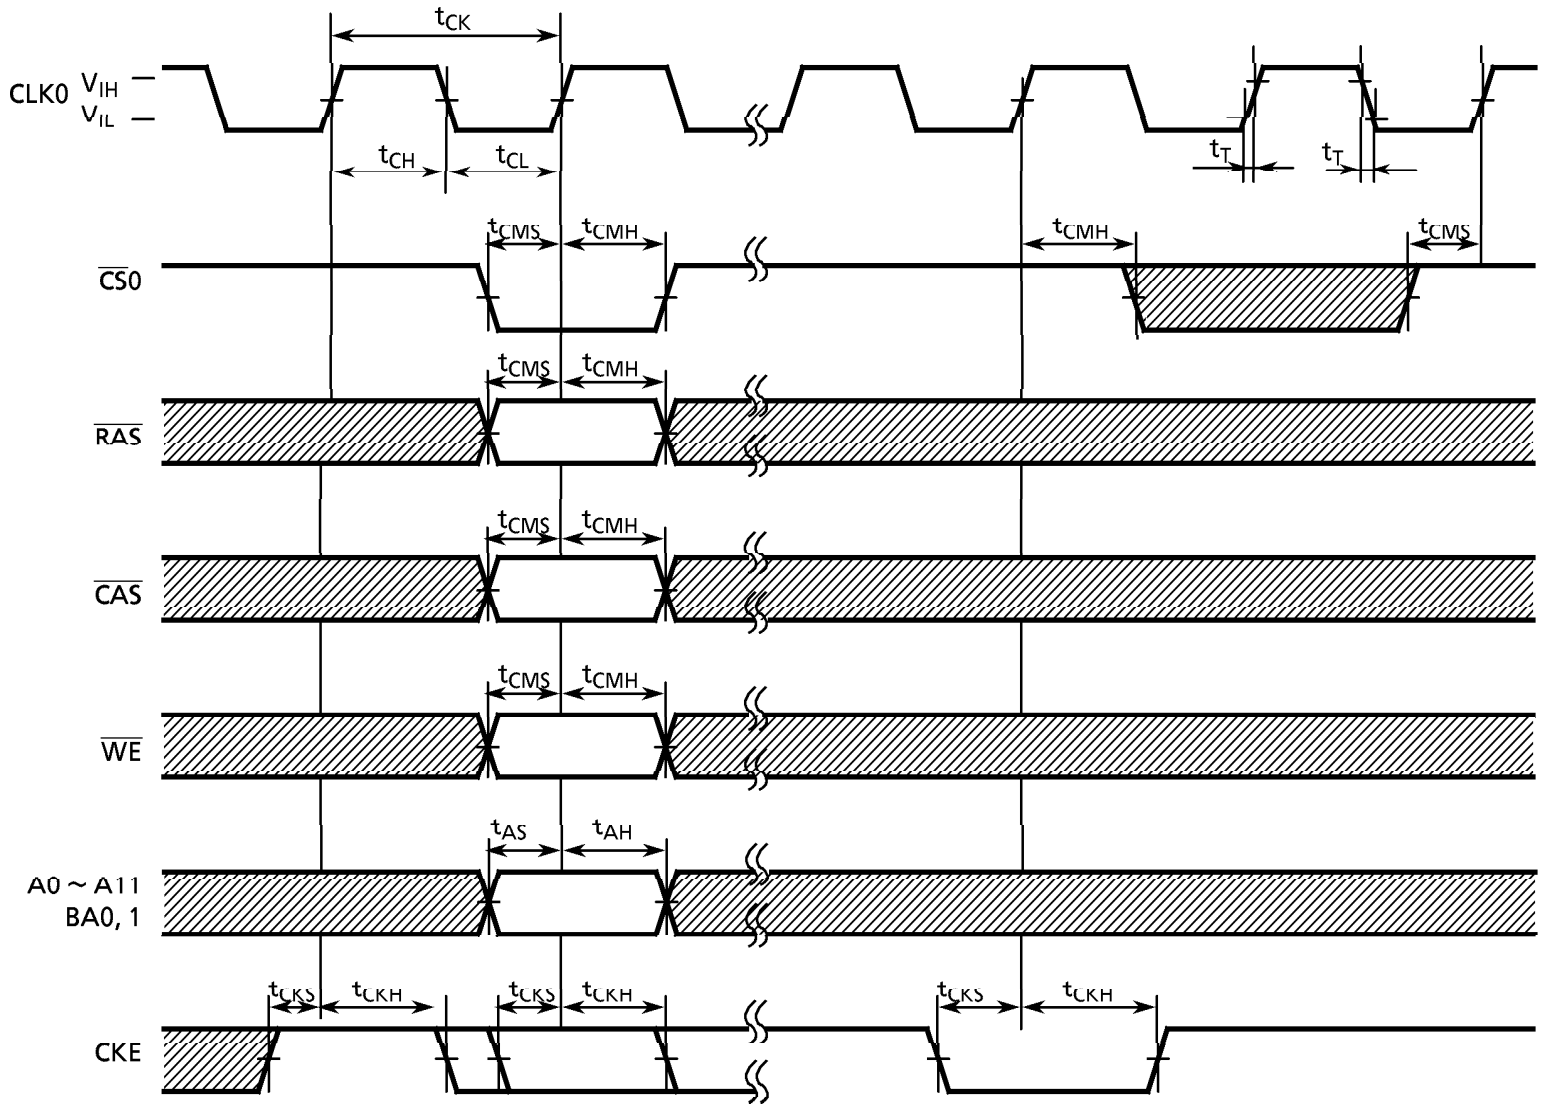 tCK
CLK0 VIH
VIL
tCH tCL tT tT
tCMS tCMH tCMH tCMS
CS0
tCMS tCMH
RAS
tCMS tCMH
CAS
tCMS tCMH
WE
tAS tAH
A0 ~ A11
BA0, 1
tCKS tCKH tCKS tCKH tCKS tCKH
CKE